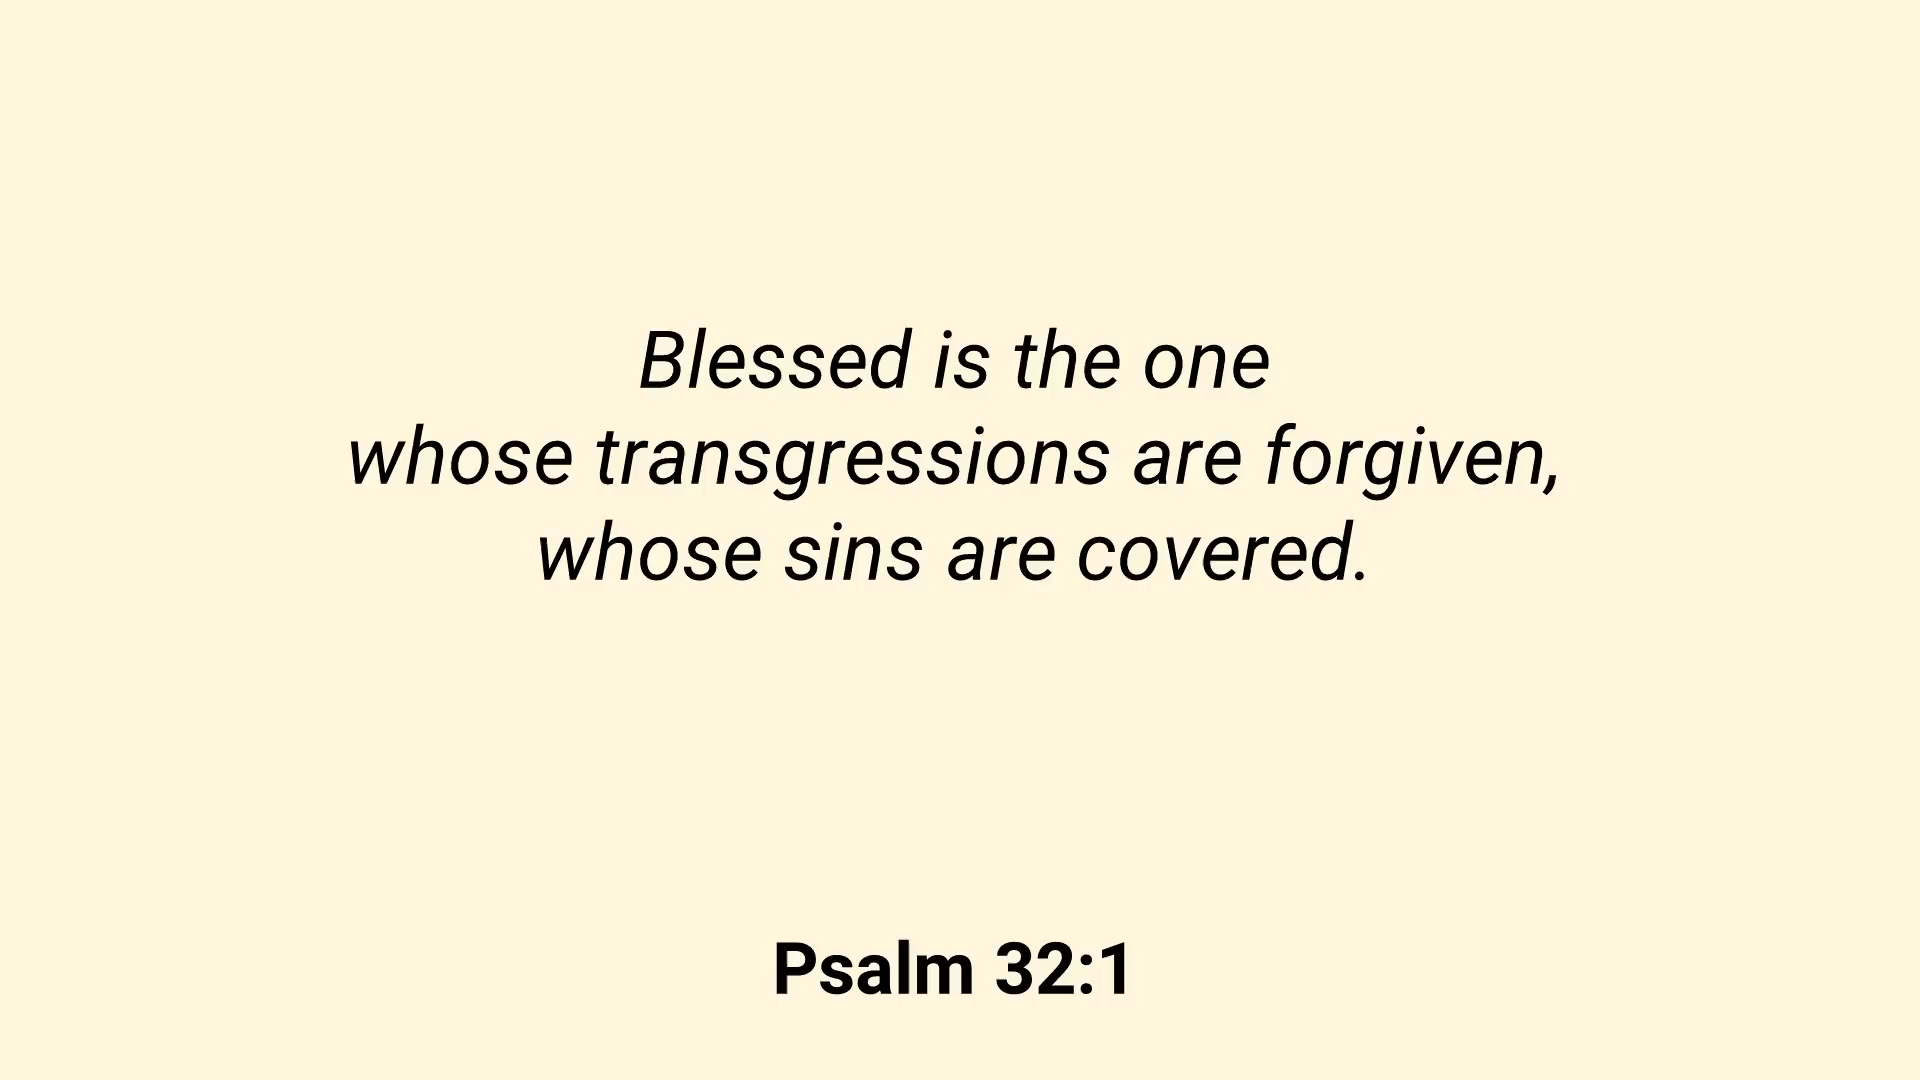 Blessed is the one
whose transgressions are forgiven,
whose sins are covered.
Psalm 32:1